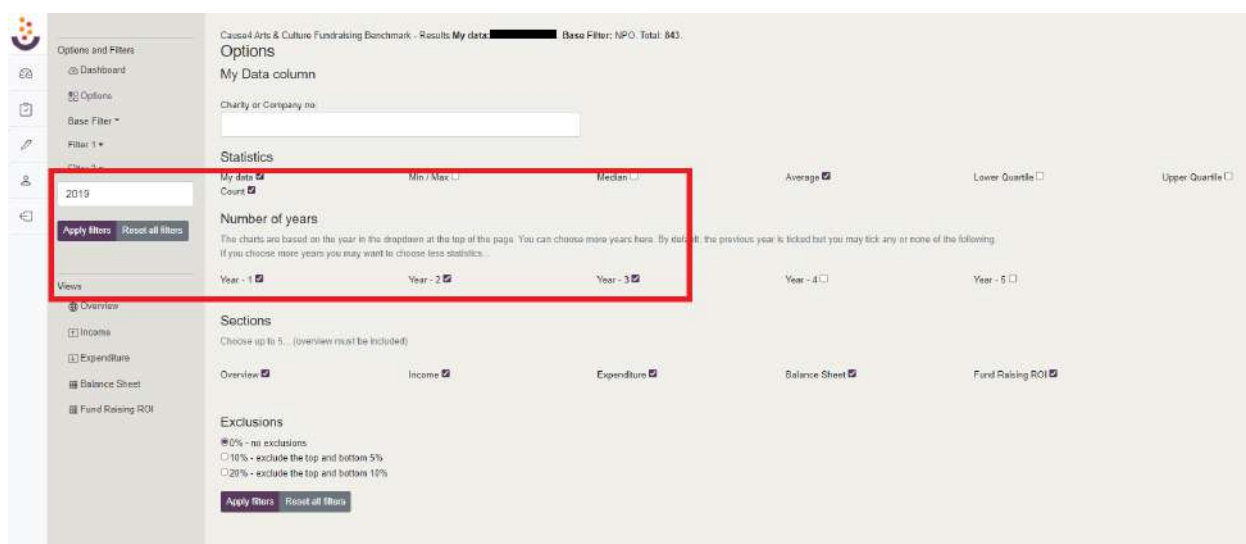 Cause4 Arts & Culture Fundraising Benchmark - Results My data: Base Filter: NPO. Total: 843.
Options
My Data column
Charity or Company no
Options and Filters
Dashboard
Options
Base Filter
Filter 1
2019
Apply filters Reset all filters
Views
Overview
Income
Expenditure
Balance Sheet
Fund Raising ROI
Statistics
My data Min / Max Median Average Lower Quartile Upper Quartile
Count
Number of years
The charts are based on the year in the dropdown at the top of the page. You can choose more years here. By default, the previous year is ticked but you may tick any or none of the following.
If you choose more years you may want to choose less statistics...
Year - 1 Year - 2 Year - 3 Year - 4 Year - 5
Sections
Choose up to 5... (overview must be included)
Overview Income Expenditure Balance Sheet Fund Raising ROI
Exclusions
0% - no exclusions
10% - exclude the top and bottom 5%
20% - exclude the top and bottom 10%
Apply filters Reset all filters